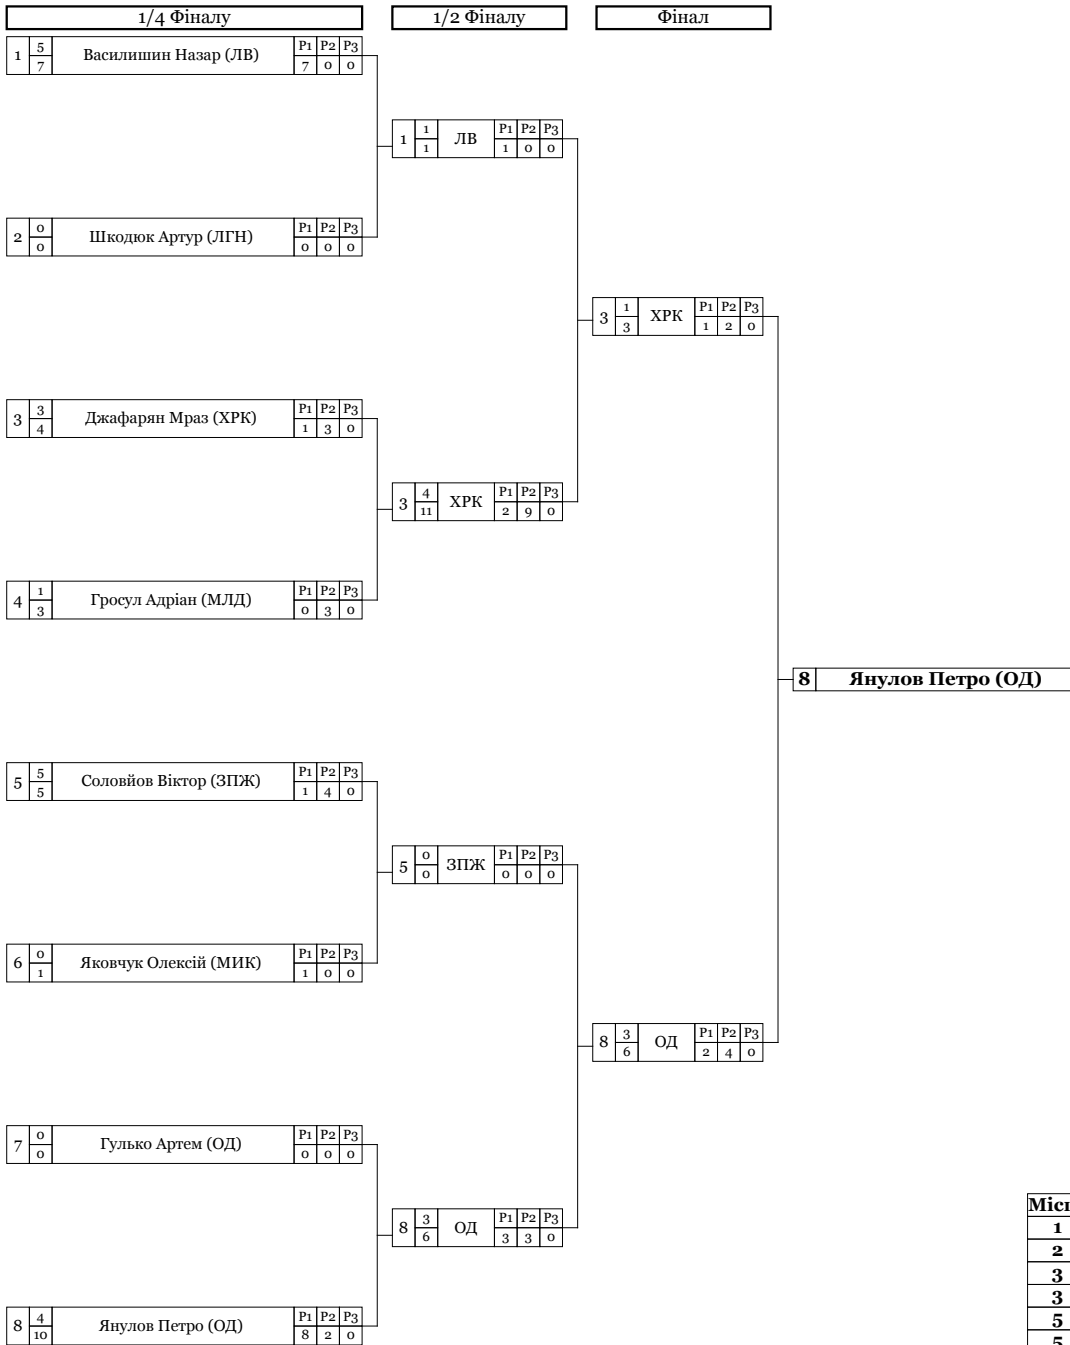 1/4 Фіналу 1/2 Фіналу Фінал
1 5 7 Василишин Назар (ЛВ) P1 P2 P3 7 0 0
1 1 1 ЛВ P1 P2 P3 1 0 0
2 0 0 Шкодюк Артур (ЛГН) P1 P2 P3 0 0 0
3 1 3 ХРК P1 P2 P3 1 2 0
3 3 4 Джафарян Мраз (ХРК) P1 P2 P3 1 3 0
3 4 11 ХРК P1 P2 P3 2 9 0
4 1 3 Гросул Адріан (МЛД) P1 P2 P3 0 3 0
8 Янулов Петро (ОД)
5 5 5 Соловйов Віктор (ЗПЖ) P1 P2 P3 1 4 0
5 0 0 ЗПЖ P1 P2 P3 0 0 0
6 0 1 Яковчук Олексій (МИК) P1 P2 P3 1 0 0
8 3 6 ОД P1 P2 P3 2 4 0
7 0 0 Гулько Артем (ОД) P1 P2 P3 0 0 0
Місц
1
8 3 6 ОД P1 P2 P3 3 3 0
2
3
3
5
8 4 10 Янулов Петро (ОД) P1 P2 P3 8 2 0
5